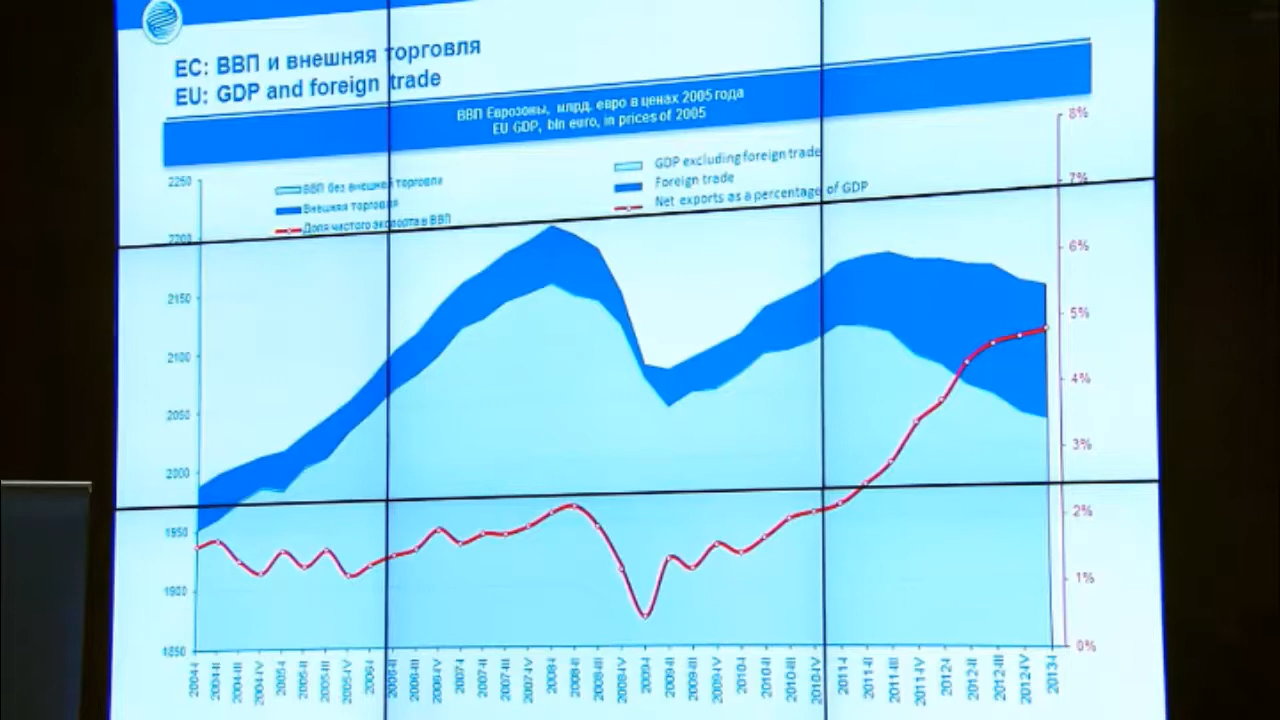 ЕС: ВВП и внешняя торговля
EU: GDP and foreign trade
ВВП Еврозоны, млрд. евро в ценах 2005 года
EU GDP, bln euro, in prices of 2005
ВВП без внешней торговли
Внешняя торговля
Доля чистого экспорта в ВВП
GDP excluding foreign trade
Foreign trade
Net exports as a percentage of GDP
2250
2200
2150
2100
2050
2000
1950
1900
1850
8%
7%
6%
5%
4%
3%
2%
1%
0%
2004-I
2004-II
2004-III
2004-IV
2005-I
2005-II
2005-III
2005-IV
2006-I
2006-II
2006-III
2006-IV
2007-I
2007-II
2007-III
2007-IV
2008-I
2008-II
2008-III
2008-IV
2009-I
2009-II
2009-III
2009-IV
2010-I
2010-II
2010-III
2010-IV
2011-I
2011-II
2011-III
2011-IV
2012-I
2012-II
2012-III
2012-IV
2013-I